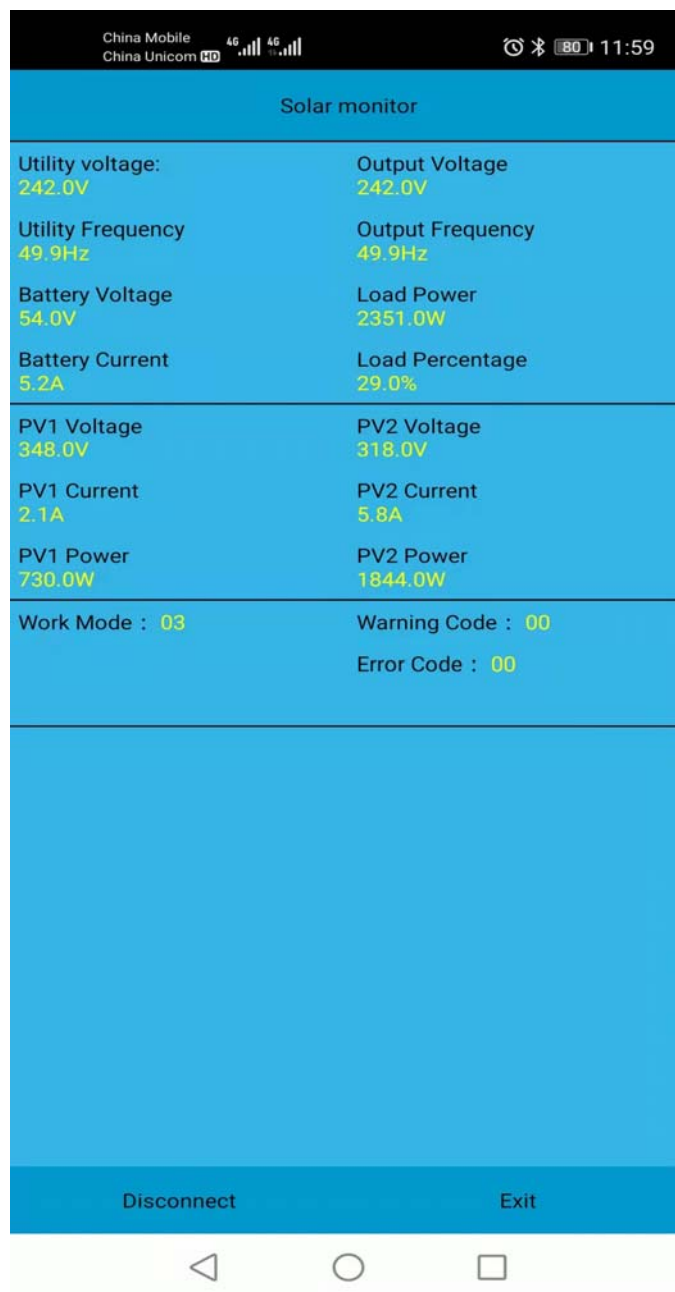 China Mobile 4G 4G 80 11:59
China Unicom HD
Solar monitor
Utility voltage: Output Voltage
242.0V 242.0V
Utility Frequency Output Frequency
49.9Hz 49.9Hz
Battery Voltage Load Power
54.0V 2351.0W
Battery Current Load Percentage
5.2A 29.0%
PV1 Voltage PV2 Voltage
348.0V 318.0V
PV1 Current PV2 Current
2.1A 5.8A
PV1 Power PV2 Power
730.0W 1844.0W
Work Mode : 03 Warning Code : 00
Error Code : 00
Disconnect Exit